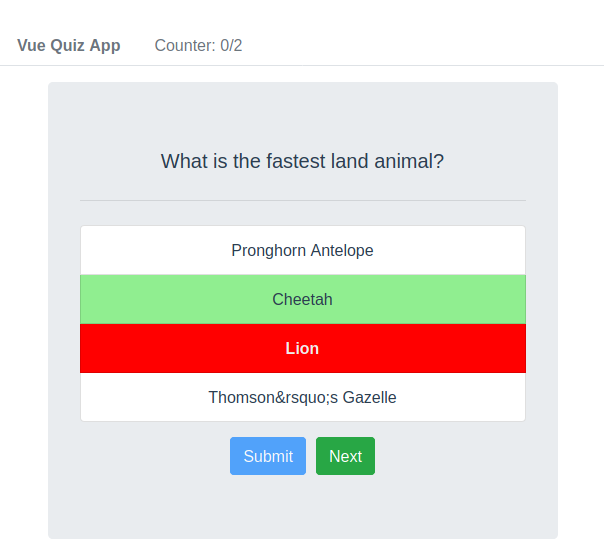 Vue Quiz App Counter: 0/2
What is the fastest land animal?
Pronghorn Antelope
Cheetah
Lion
Thomson&rsquo;s Gazelle
Submit Next